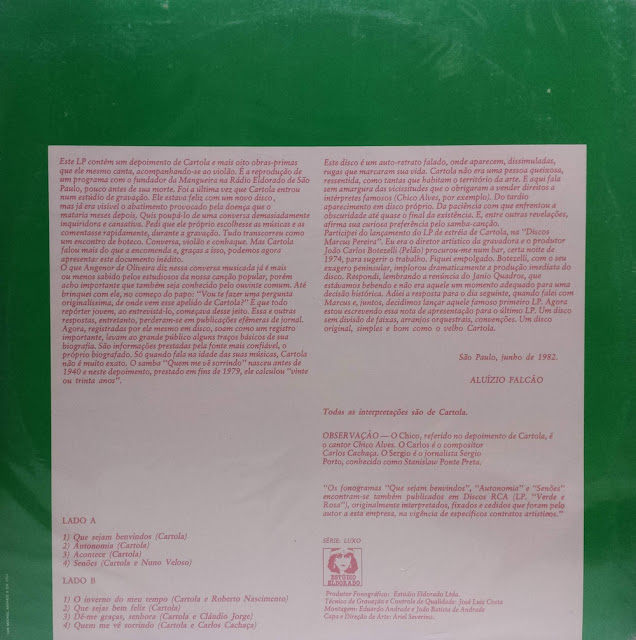 Este LP contêm um depoimento de Cartola e mais oito obras-primas
que ele mesmo canta, acompanhando-se ao violão. É a reprodução de
um programa com o fundador da Mangueira na Rádio Eldorado de São
Paulo, pouco antes de sua morte. Foi a última vez que Cartola entrou
num estúdio de gravação. Ele estava feliz com um novo disco,
mas já era visível o abatimento provocado pela doença que o
mataria meses depois. Quis poupá-lo de uma conversa demasiadamente
inquiridora e cansativa. Pedi que ele próprio escolhesse as músicas e as
comentasse rapidamente, durante a gravação. Tudo transcorreu como
um encontro de boteco. Conversa, violão e conhaque. Mas Cartola
falou mais do que a encomenda e, graças a isso, podemos agora
apresentar este documento inédito.
O que Angenor de Oliveira diz nessa conversa musicada já é mais
ou menos sabido pelos estudiosos da nossa canção popular, porém
acho importante que também seja conhecido pelo ouvinte comum. Até
brinquei com ele, no começo do papo: "Vou te fazer uma pergunta
originalíssima, de onde vem esse apelido de Cartola?" É que todo
repórter jovem, ao entrevistá-lo, começava desse jeito. Essa e outras
respostas, entretanto, perderam-se em publicações efêmeras de jornal.
Agora, registradas por ele mesmo em disco, soam como um registro
importante, levam ao grande público alguns traços básicos de sua
biografia. São informações prestadas pela fonte mais confiável, o
próprio biografado. Só quando fala na idade das suas músicas, Cartola
não é muito exato. O samba "Quem me vê sorrindo" nasceu antes de
1940 e neste depoimento, prestado em fins de 1979, ele calculou "vinte
ou trinta anos".
Este disco é um auto-retrato falado, onde aparecem, dissimuladas,
rugas que marcaram sua vida. Cartola não era uma pessoa queixosa,
ressentida, como tantas que habitam o território da arte. E aqui fala
sem amargura das vicissitudes que o obrigaram a vender direitos a
intérpretes famosos (Chico Alves, por exemplo). Do tardio
aparecimento em disco próprio. Da paciência com que enfrentou a
obscuridade até quase o final da existência. E, entre outras revelações,
afirma sua curiosa preferência pelo samba-canção.
Participei do lançamento do LP de estréia de Cartola, na "Discos
Marcus Pereira". Eu era o diretor artístico da gravadora e o produtor
João Carlos Botezelli (Pelão) procurou-me num bar, certa noite de
1974, para sugerir o trabalho. Fiquei empolgado. Botezelli, com o seu
exagero peninsular, implorou dramaticamente a produção imediata do
disco. Respondi, lembrando a renúncia do Janio Quadros, que
estávamos bebendo e não era aquele um momento adequado para uma
decisão histórica. Adiei a resposta para o dia seguinte, quando falei com
Marcus e, juntos, decidimos lançar aquele famoso primeiro LP. Agora
estou escrevendo essa nota de apresentação para o último LP. Um disco
sem divisão de faixas, arranjos orquestrais, convenções. Um disco
original, simples e bom como o velho Cartola.
São Paulo, junho de 1982.
ALUÍZIO FALCÃO
Todas as interpretações são de Cartola.
OBSERVAÇÃO — O Chico, referido no depoimento de Cartola, é
o cantor Chico Alves. O Carlos é o compositor
Carlos Cachaça. O Sergio é o jornalista Sergio
Porto, conhecido como Stanislaw Ponte Preta.
"Os fonogramas "Que sejam benvindos", "Autonomia" e "Senões"
encontram-se também publicados em Discos RCA (LP. "Verde e
Rosa"), originalmente interpretados, fixados e cedidos que foram pelo
autor a esta empresa, na vigência de específicos contratos artísticos."
LADO A
1) Que sejam benvindos (Cartola)
2) Autonomia (Cartola)
3) Acontece (Cartola)
4) Senões (Cartola e Nuno Veloso)
LADO B
1) O inverno do meu tempo (Cartola e Roberto Nascimento)
2) Que sejas bem feliz (Cartola)
3) Dê-me graças, senhora (Cartola e Cláudio Jorge)
4) Quem me vê sorrindo (Cartola e Carlos Cachaça)
SÉRIE: LUXO
ESTÚDIO
ELDORADO
Produtor Fonográfico: Estúdio Eldorado Ltda.
Técnico de Gravação e Controle de Qualidade: José Luiz Costa
Montagem: Eduardo Andrade e João Batista de Andrade
Capa e Direção de Arte: Ariel Severino.